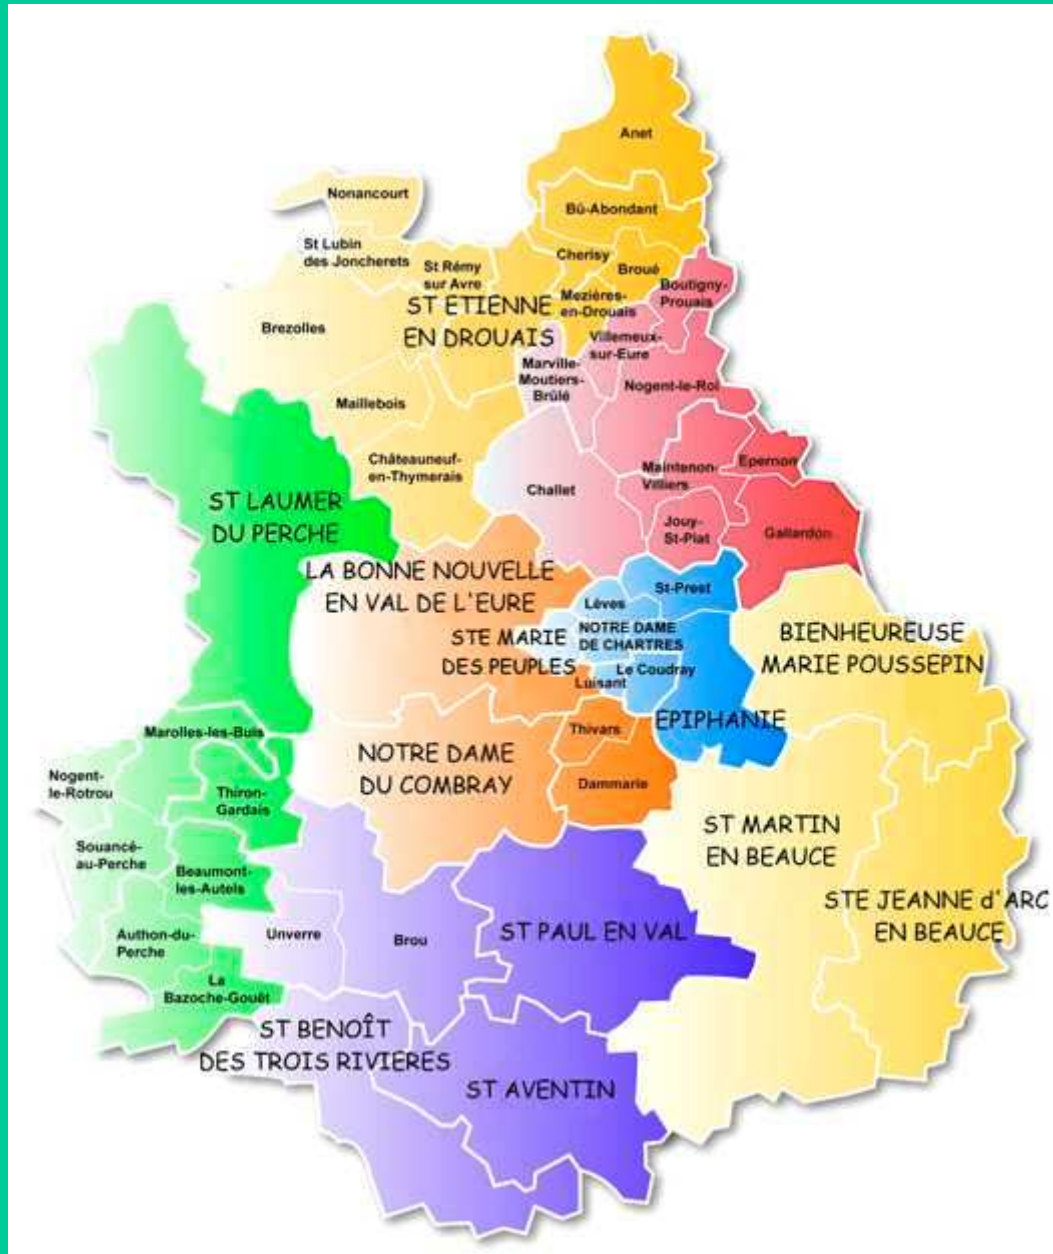 Anet
Nonancourt
Bû-Abondant
St Lubin
des Joncherets
Cherisy
St Rémy
sur Avre
Broué
Boutigny-
Prouais
Mezières-
en-Drouais
ST ETIENNE
EN DROUAIS
Brezolles
Villemeux-
sur-Eure
Marville-
Moutiers-
Brûlé
Nogent-le-Roi
Maillebois
Châteauneuf-
en-Thymerais
Epernon
Maintenon-
Villiers
Challet
ST LAUMER
DU PERCHE
Jouy-
St-Piat
Gallardon
LA BONNE NOUVELLE
EN VAL DE L'EURE
St-Prest
Lèves
STE MARIE
DES PEUPLES
NOTRE DAME
DE CHARTRES
BIENHEUREUSE
MARIE POUSSEPIN
Le Coudray
Luisant
EPIPHANIE
Marolles-les-Buis
Thivars
NOTRE DAME
DU COMBRAY
Nogent-
le-Rotrou
Thiron-
Gardais
Dammarie
ST MARTIN
EN BEAUCE
Souancé-
au-Perche
Beaumont-
les-Autels
STE JEANNE d'ARC
EN BEAUCE
Authon-du-
Perche
Unverre
Brou
ST PAUL EN VAL
La
Bazoche-Gouët
ST BENOÎT
DES TROIS RIVIERES
ST AVENTIN